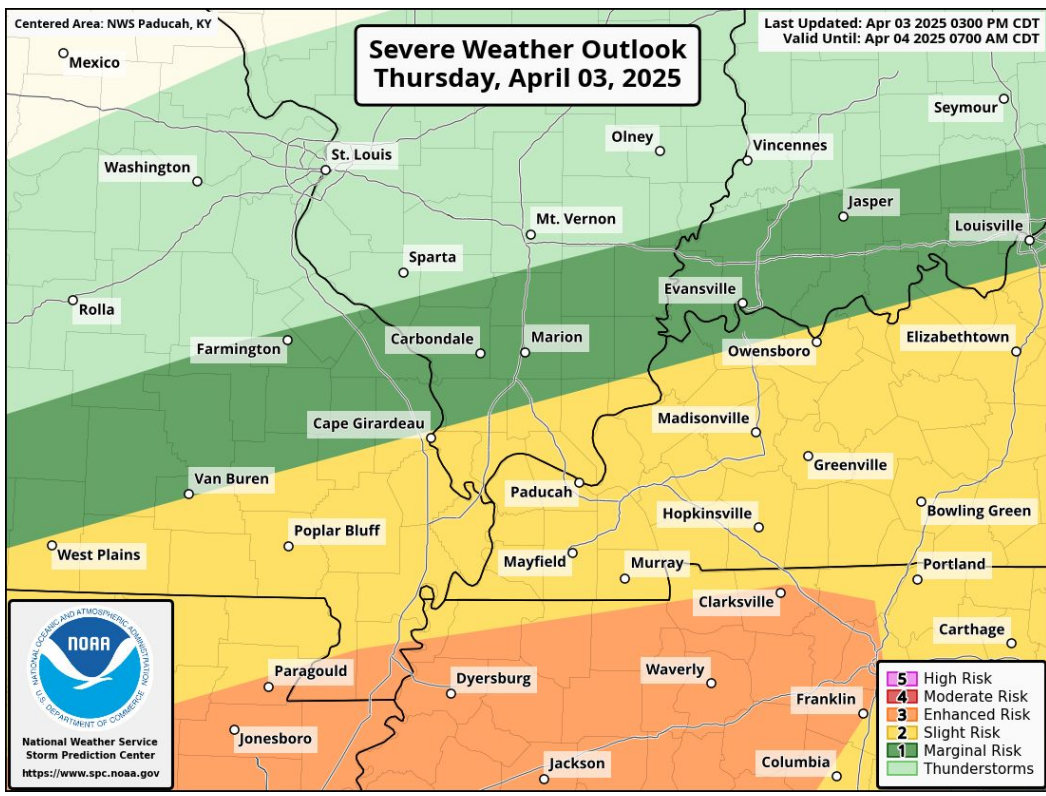 Centered Area: NWS Paducah, KY
Severe Weather Outlook
Thursday, April 03, 2025
Last Updated: Apr 03 2025 0300 PM CDT
Valid Until: Apr 04 2025 0700 AM CDT
Mexico
Seymour
Olney
Vincennes
St. Louis
Washington
Jasper
Mt. Vernon
Louisville
Sparta
Evansville
Rolla
Farmington
Carbondale
Marion
Owensboro
Elizabethtown
Cape Girardeau
Madisonville
Greenville
Van Buren
Paducah
Bowling Green
Hopkinsville
Poplar Bluff
West Plains
Mayfield
Murray
Portland
Clarksville
Carthage
Paragould
Dyersburg
Waverly
Franklin
Jonesboro
Jackson
Columbia
NATIONAL OCEANIC AND ATMOSPHERIC ADMINISTRATION
NOAA
U.S. DEPARTMENT OF COMMERCE
National Weather Service
Storm Prediction Center
https://www.spc.noaa.gov
5 High Risk
4 Moderate Risk
3 Enhanced Risk
2 Slight Risk
1 Marginal Risk
Thunderstorms